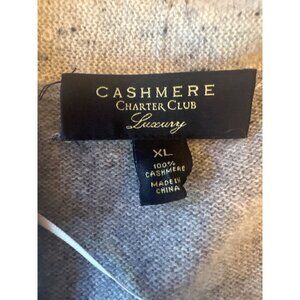 CASHMERE
CHARTER CLUB
Luxury
XL
100%
CASHMERE
MADE IN
CHINA